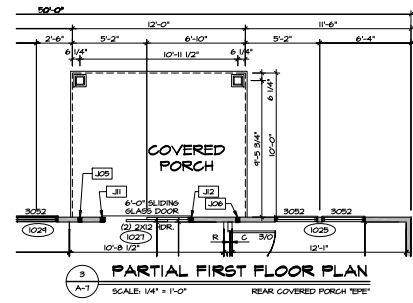 50'-0"
12'-0"
11'-6"
2'-6"
5'-2"
6'-10"
5'-2"
6'-4"
6 1/4"
10'-11 1/2"
6 1/4"
6 1/4"
9'-5 3/4"
10'-0"
COVERED
PORCH
J05
J11
J12
J06
3052
6'-0" SLIDING
GLASS DOOR
3052
3052
1029
(2) 2X12 HDR.
1027
1025
R
C
3/0
10'-8 1/2"
12'-1"
3
A-7
PARTIAL FIRST FLOOR PLAN
SCALE: 1/4" = 1'-0"
REAR COVERED PORCH "EPE"